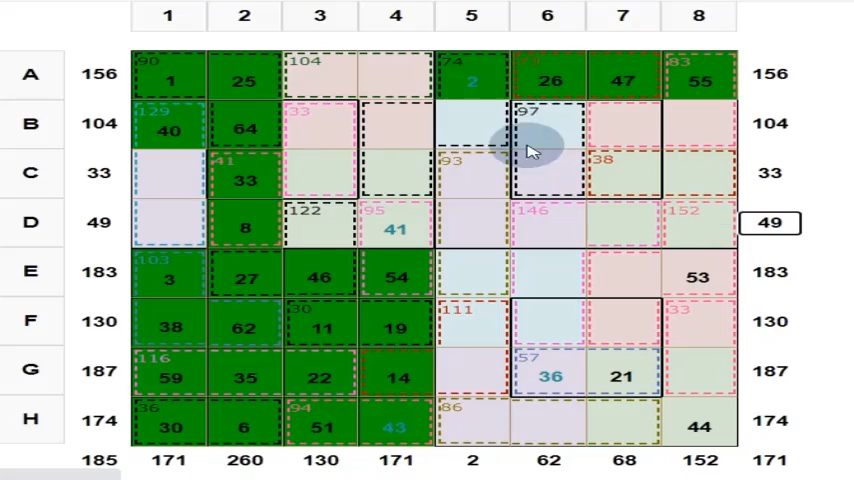 1 2 3 4 5 6 7 8
A 156 90 1 25 104 74 2 73 26 47 83 55 156
B 104 129 40 64 33 97 104
C 33 41 33 93 38 33
D 49 8 122 95 41 146 152 49
E 183 103 3 27 46 54 53 183
F 130 38 62 30 11 19 111 33 130
G 187 116 59 35 22 14 57 36 21 187
H 174 36 30 6 94 51 43 86 44 174
185 171 260 130 171 2 62 68 152 171